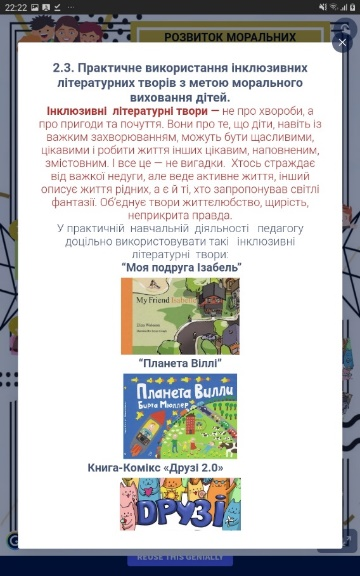 22:22
РОЗВИТОК МОРАЛЬНИХ
2.3. Практичне використання інклюзивних
літературних творів з метою морального
виховання дітей.
Інклюзивні літературні твори — не про хвороби, а
про пригоди та почуття. Вони про те, що діти, навіть із
важким захворюванням, можуть бути щасливими,
цікавими і робити життя інших цікавим, наповненим,
змістовним. І все це — не вигадки. Хтось страждає
від важкої недуги, але веде активне життя, інший
описує життя рідних, а є й ті, хто запропонував світлі
фантазії. Об'єднує твори життєлюбство, щирість,
неприкрита правда.
У практичній навчальній діяльності педагогу
доцільно використовувати такі інклюзивні
літературні твори:
“Моя подруга Ізабель”
My Friend Isabelle
“Планета Віллі”
Планета Вилли
Бирта Мюллер
Книга-Комікс «Друзі 2.0»
ДРУЗІ
REUSE THIS GENIALLY